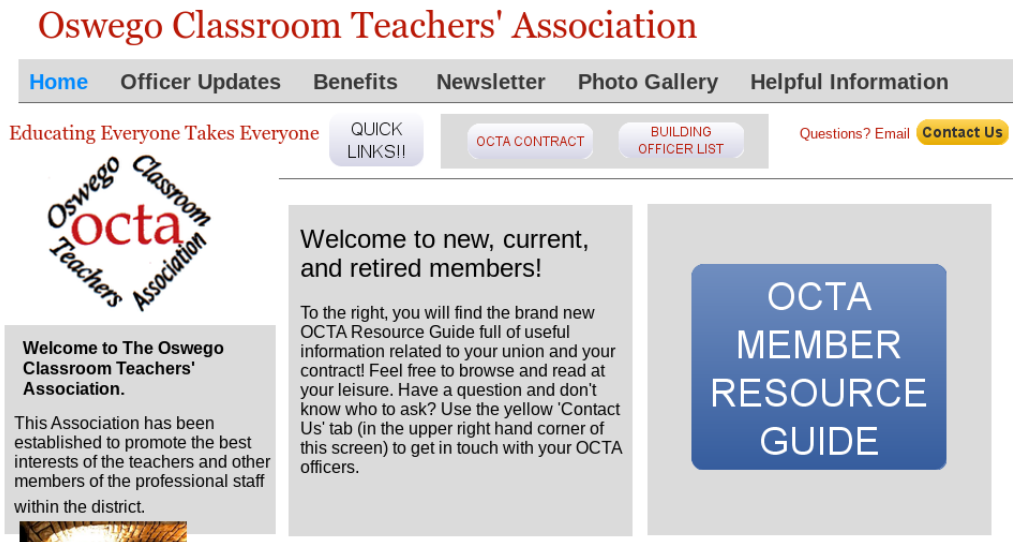 Oswego Classroom Teachers' Association
Home Officer Updates Benefits Newsletter Photo Gallery Helpful Information
Educating Everyone Takes Everyone
QUICK
LINKS!!
OCTA CONTRACT
BUILDING
OFFICER LIST
Questions? Email
Contact Us
Oswego
Classroom
octa
Teachers
Association
Welcome to The Oswego
Classroom Teachers'
Association.
This Association has been
established to promote the best
interests of the teachers and other
members of the professional staff
within the district.
Welcome to new, current,
and retired members!
To the right, you will find the brand new
OCTA Resource Guide full of useful
information related to your union and your
contract! Feel free to browse and read at
your leisure. Have a question and don't
know who to ask? Use the yellow 'Contact
Us' tab (in the upper right hand corner of
this screen) to get in touch with your OCTA
officers.
OCTA
MEMBER
RESOURCE
GUIDE